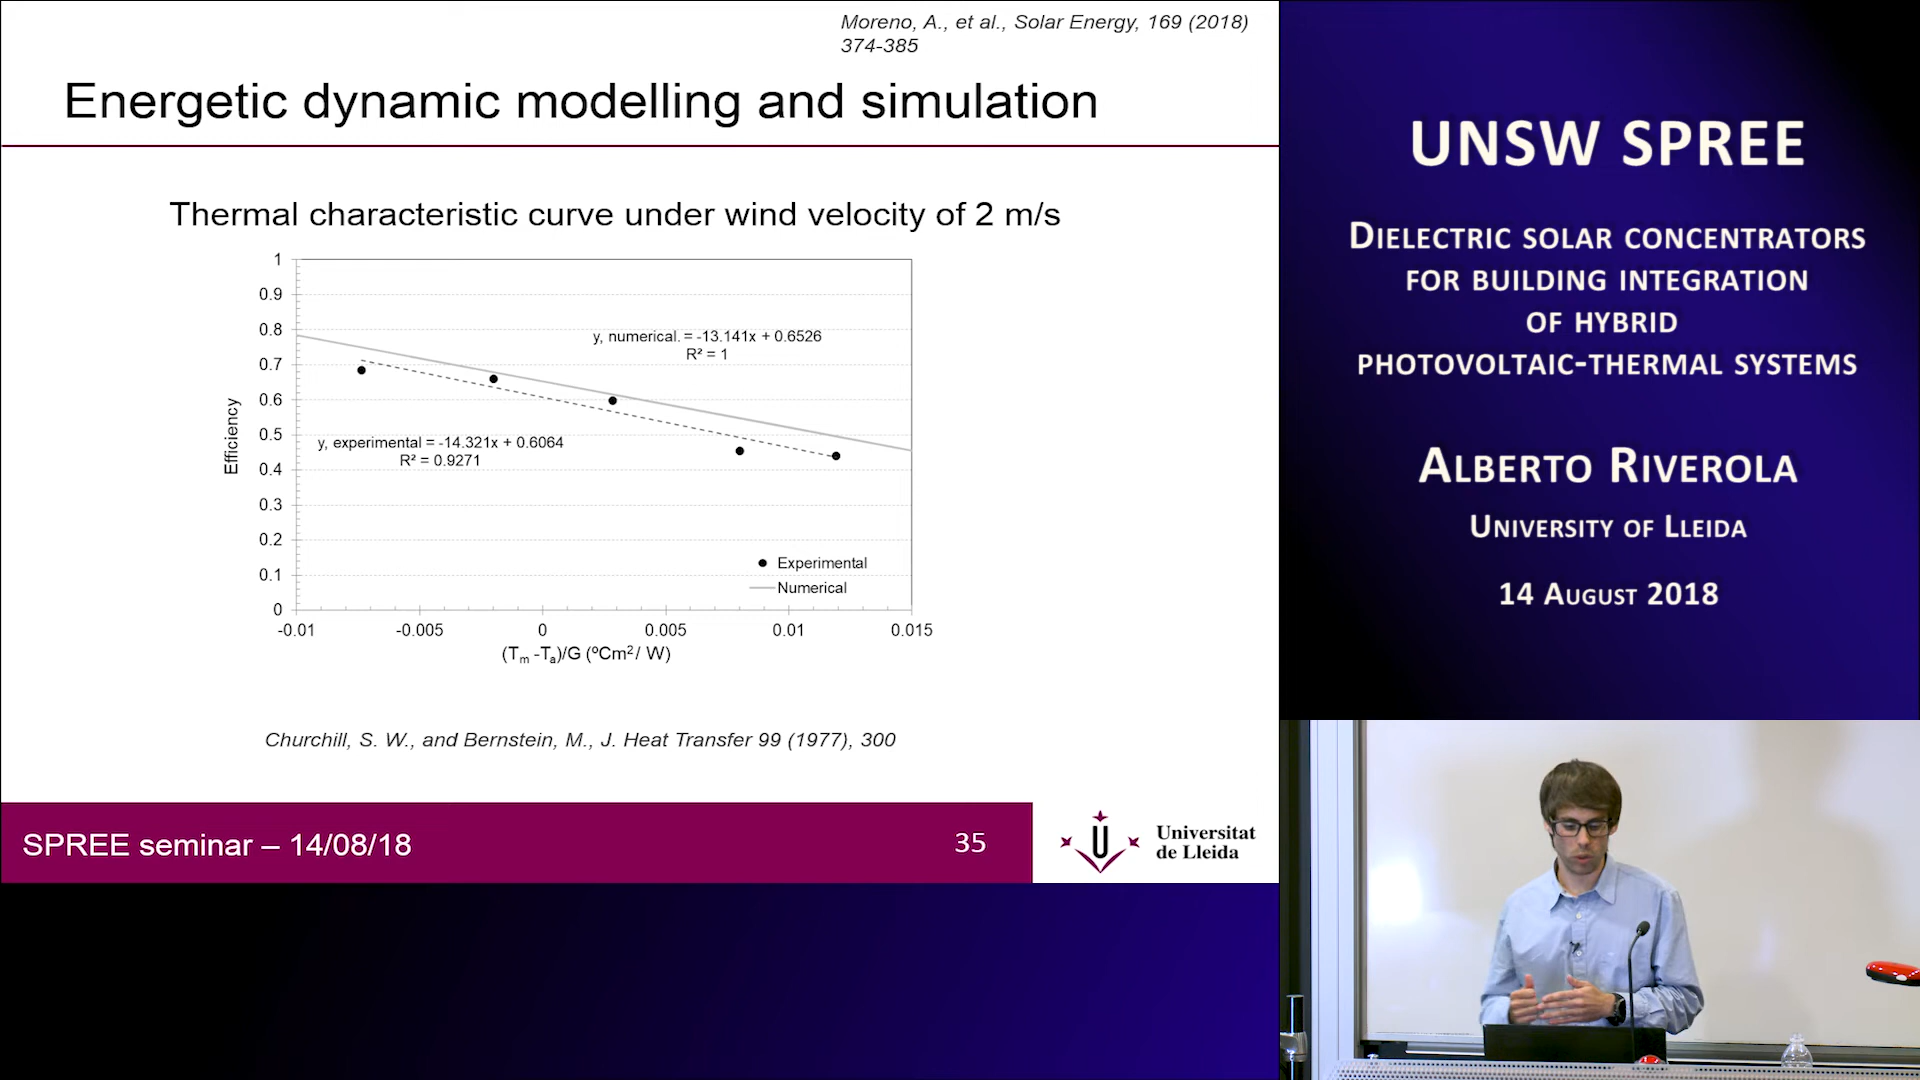 Moreno, A., et al., Solar Energy, 169 (2018)
374-385
Energetic dynamic modelling and simulation
Thermal characteristic curve under wind velocity of 2 m/s
1
0.9
0.8
0.7
0.6
0.5
0.4
0.3
0.2
0.1
0
Efficiency
y, numerical. = -13.141x + 0.6526
R² = 1
y, experimental = -14.321x + 0.6064
R² = 0.9271
Experimental
Numerical
-0.01 -0.005 0 0.005 0.01 0.015
(Tm -Ta)/G (ºCm²/ W)
Churchill, S. W., and Bernstein, M., J. Heat Transfer 99 (1977), 300
SPREE seminar – 14/08/18
35
U
Universitat
de Lleida
UNSW SPREE
DIELECTRIC SOLAR CONCENTRATORS
FOR BUILDING INTEGRATION
OF HYBRID
PHOTOVOLTAIC-THERMAL SYSTEMS
ALBERTO RIVEROLA
UNIVERSITY OF LLEIDA
14 AUGUST 2018